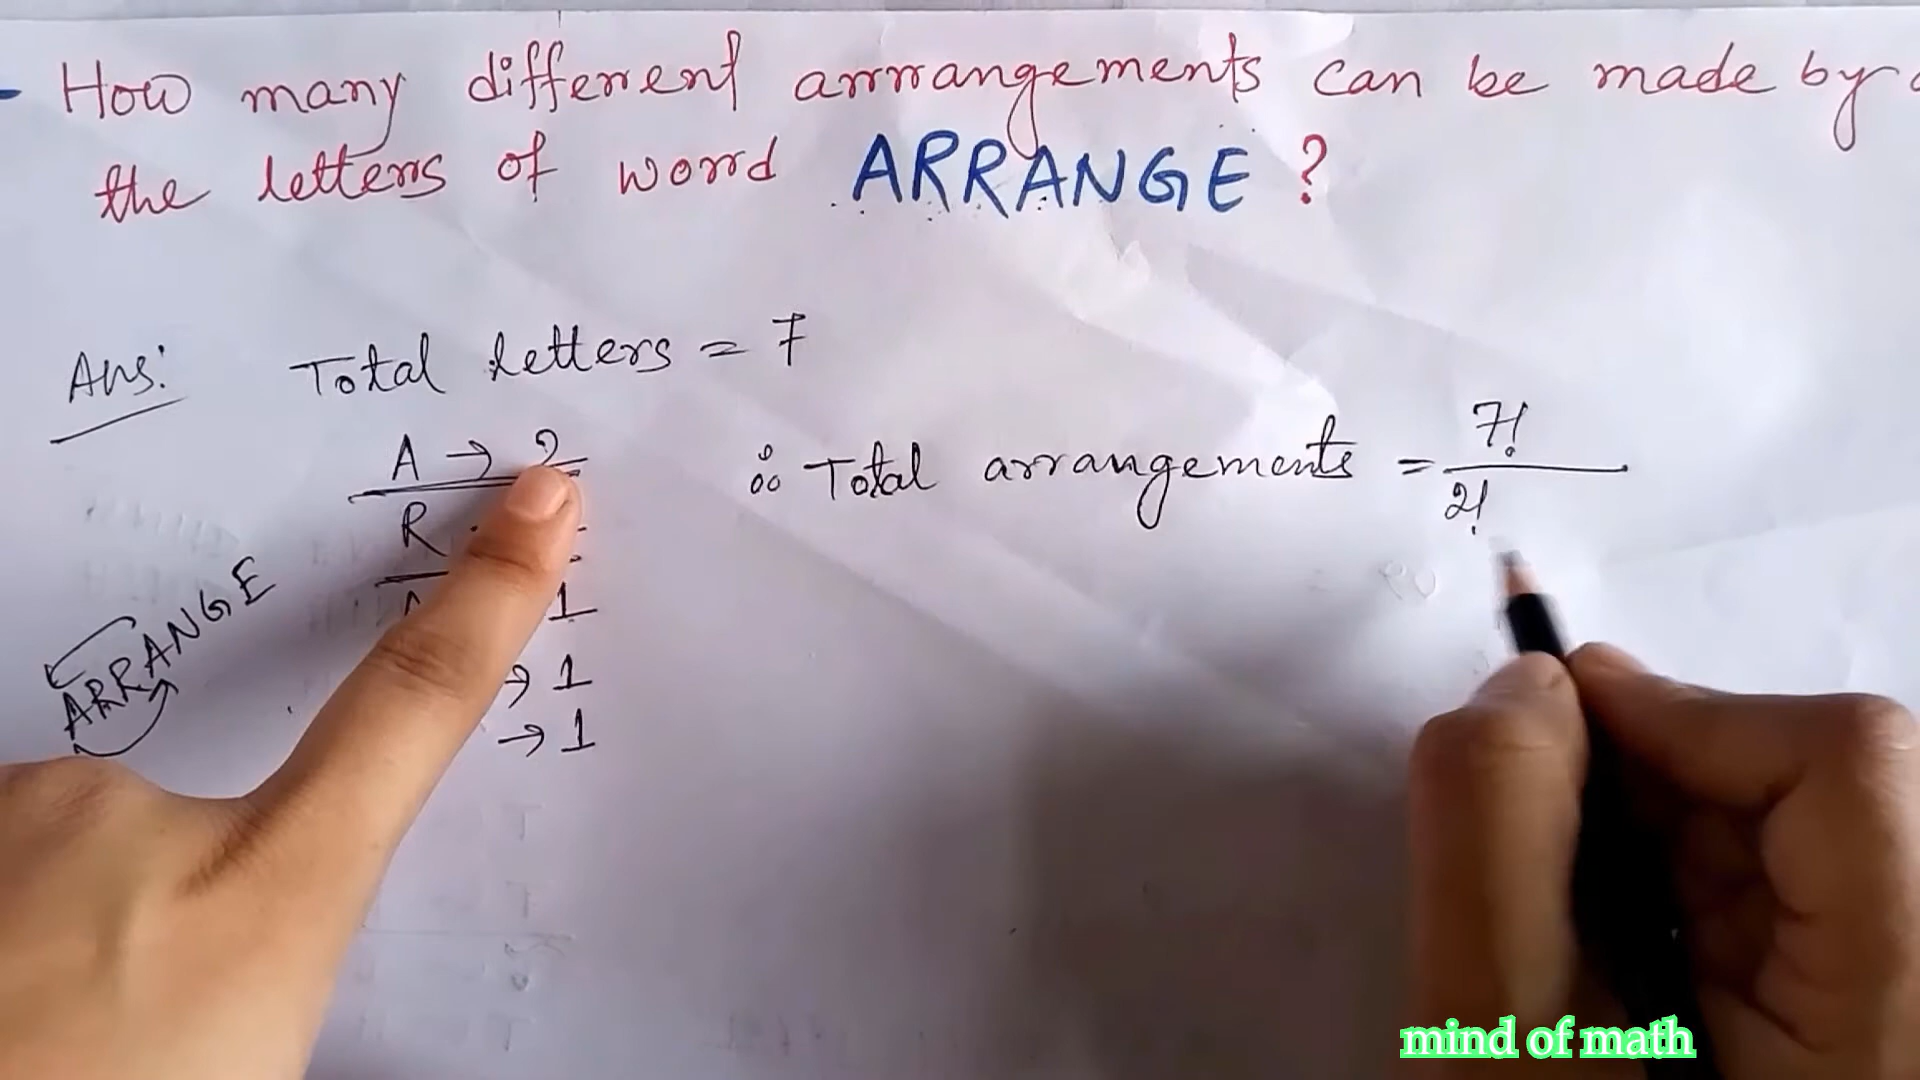 - How many different arrangements can be made by
the letters of word ARRANGE ?
Ans: Total letters = 7
A → 2
R
1
→ 1
→ 1
ARRANGE
∴ Total arrangements = 7!
2!
mind of math